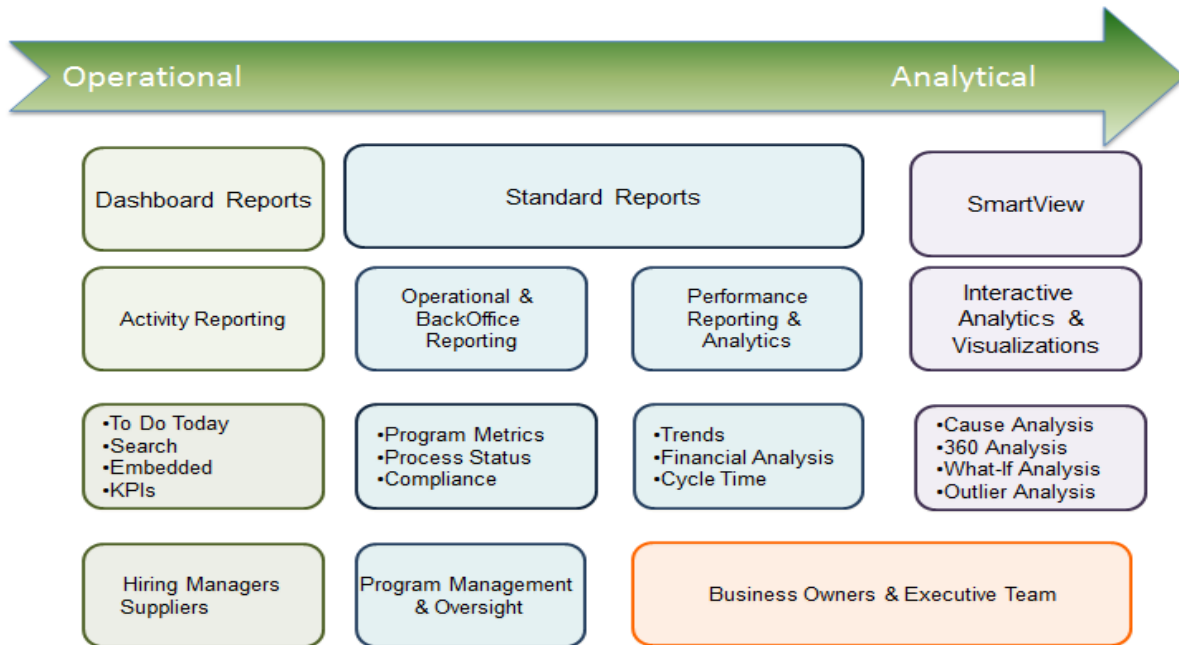 Operational
Analytical
Dashboard Reports
Standard Reports
SmartView
Activity Reporting
Operational &
BackOffice
Reporting
Performance
Reporting &
Analytics
Interactive
Analytics &
Visualizations
•To Do Today
•Search
•Embedded
•KPIs
•Program Metrics
•Process Status
•Compliance
•Trends
•Financial Analysis
•Cycle Time
•Cause Analysis
•360 Analysis
•What-If Analysis
•Outlier Analysis
Hiring Managers
Suppliers
Program Management
& Oversight
Business Owners & Executive Team